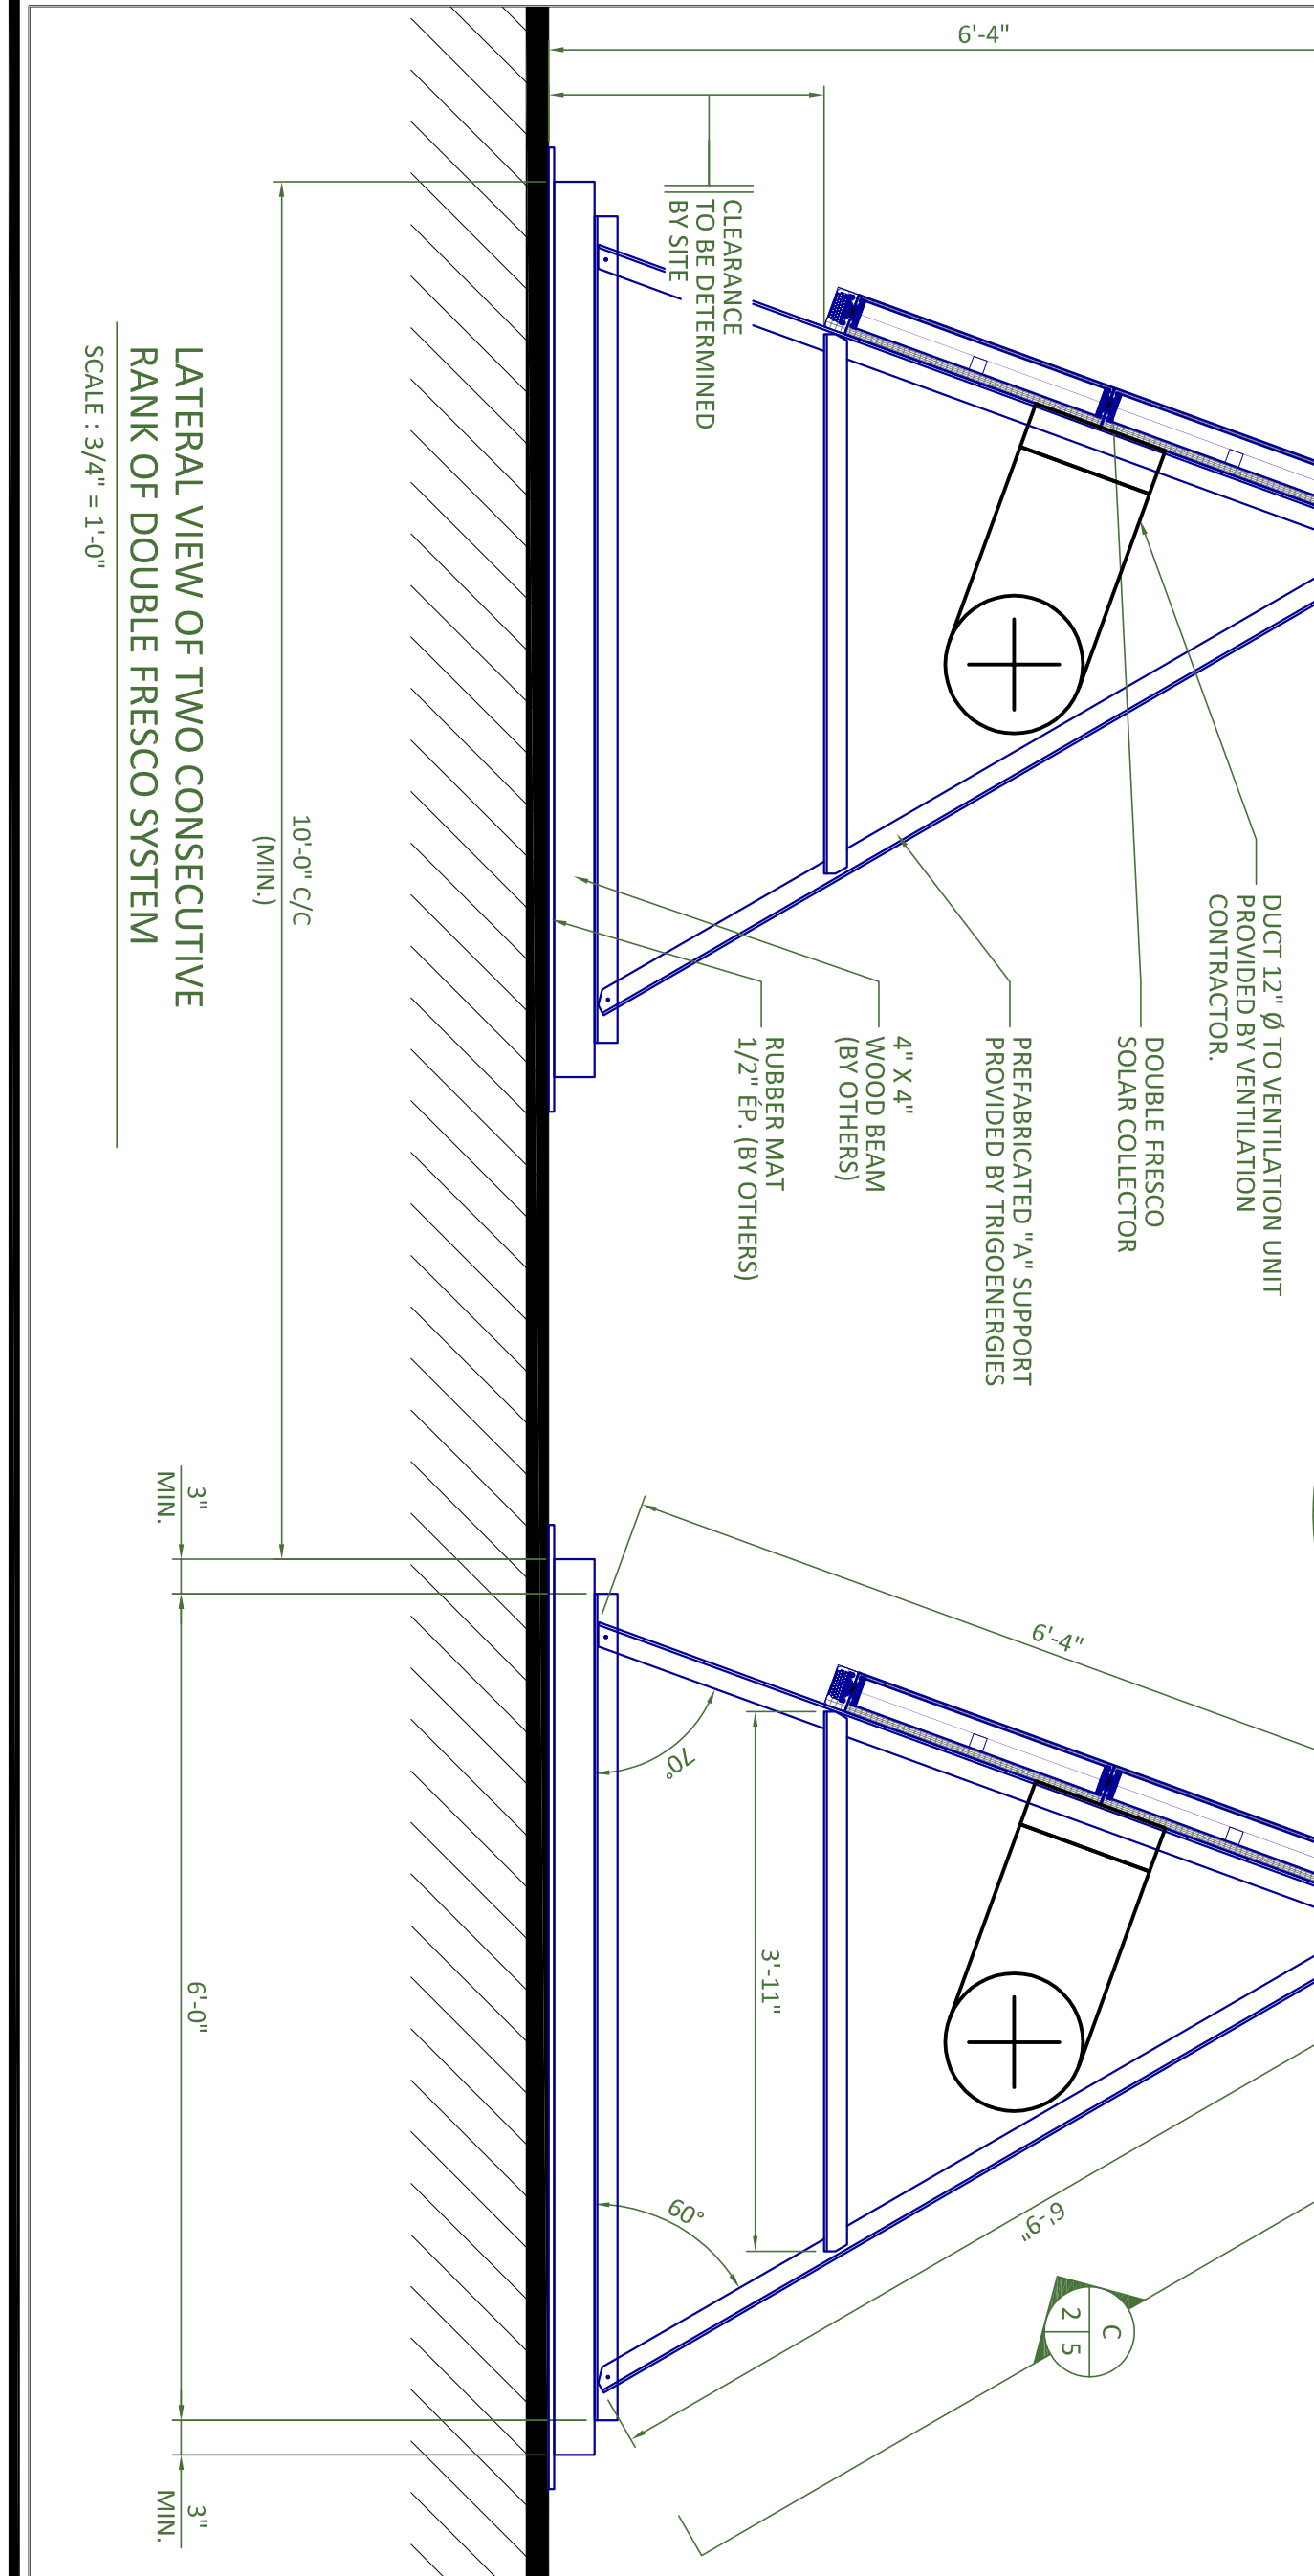 6'-4"
CLEARANCE
TO BE DETERMINED
BY SITE
DUCT 12" Ø TO VENTILATION UNIT
PROVIDED BY VENTILATION
CONTRACTOR.
DOUBLE FRESCO
SOLAR COLLECTOR
PREFABRICATED "A" SUPPORT
PROVIDED BY TRIGOENERGIES
4" X 4"
WOOD BEAM
(BY OTHERS)
RUBBER MAT
1/2" ÉP. (BY OTHERS)
6'-4"
70°
3'-11"
60°
6'-9"
C
2
5
10'-0" C/C
(MIN.)
3"
MIN.
6'-0"
3"
MIN.
LATERAL VIEW OF TWO CONSECUTIVE
RANK OF DOUBLE FRESCO SYSTEM
SCALE : 3/4" = 1'-0"